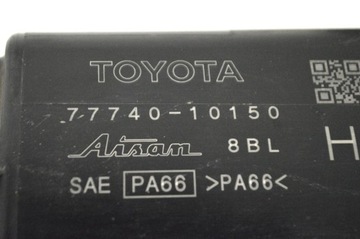 TOYOTA
77740-10150
Aisan 8BL
H
SAE PA66 >PA66<